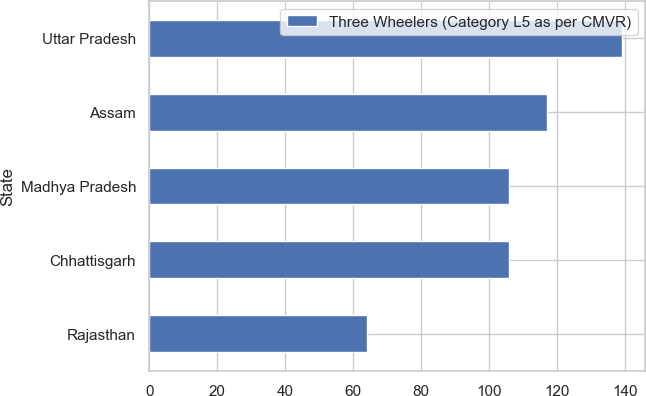 Three Wheelers (Category L5 as per CMVR)
Uttar Pradesh
Assam
Madhya Pradesh
Chhattisgarh
Rajasthan
State
0 20 40 60 80 100 120 140